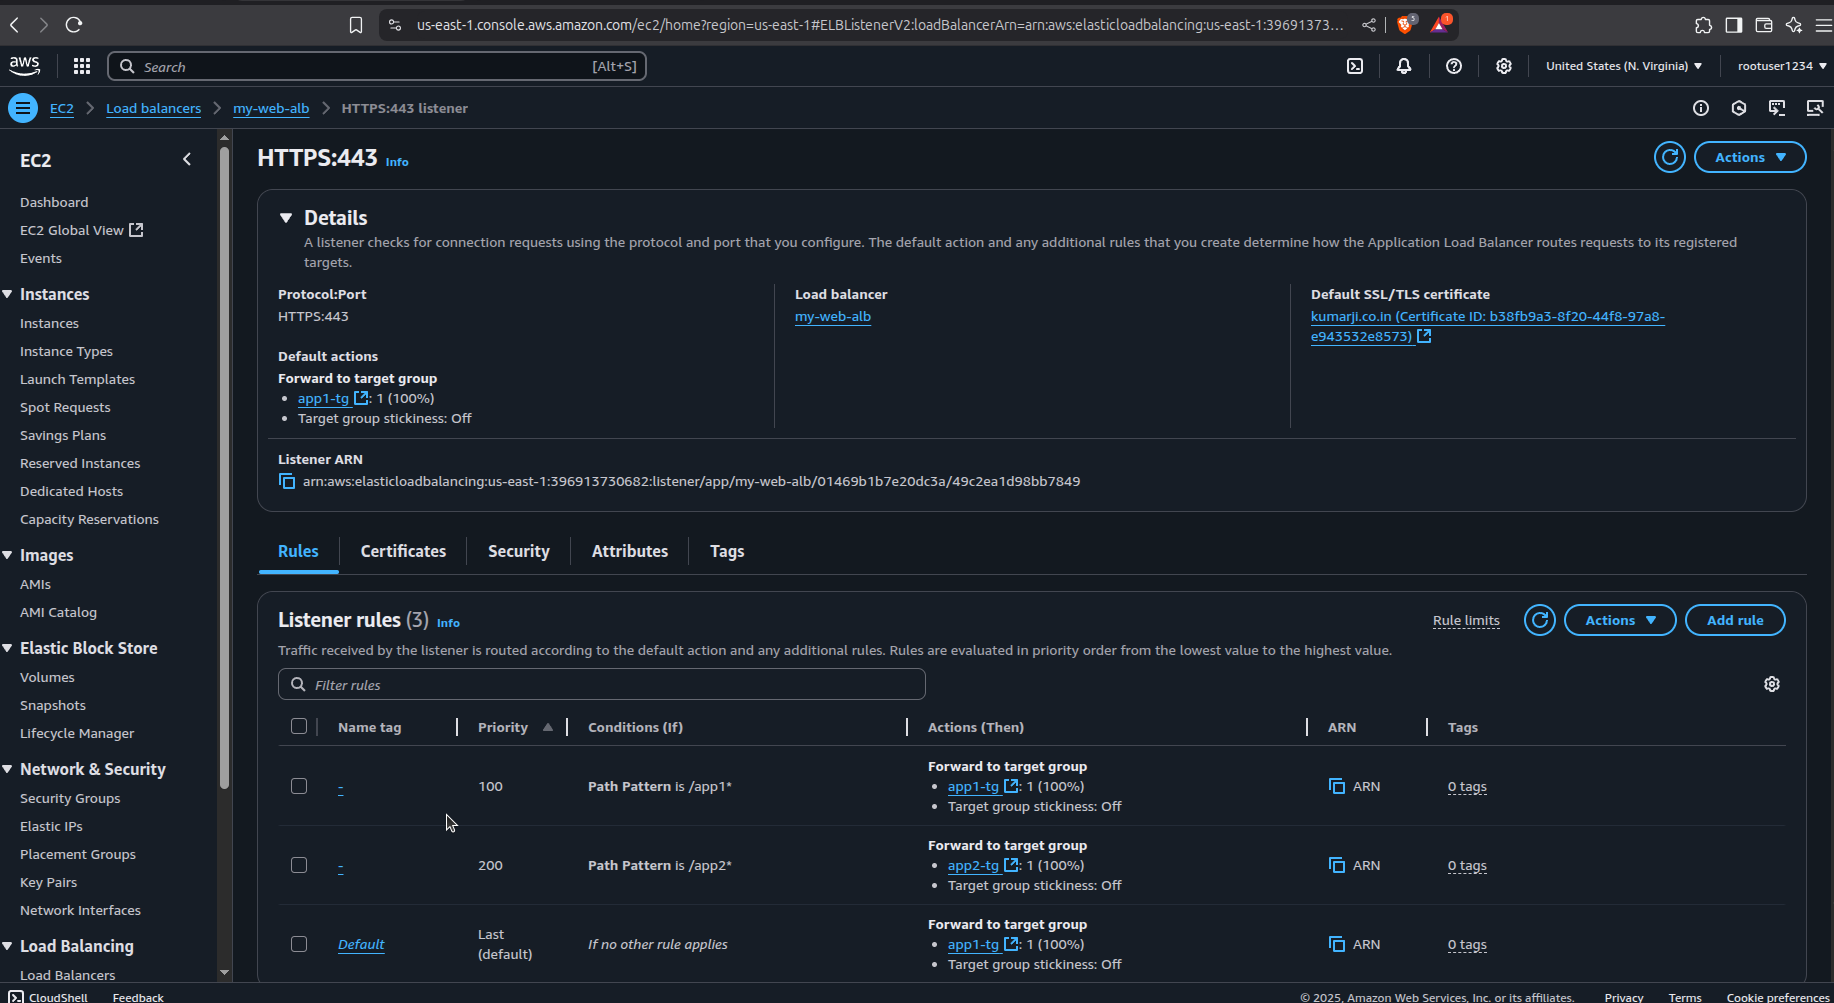 us-east-1.console.aws.amazon.com/ec2/home?region=us-east-1#ELBListenerV2:loadBalancerArn=arn:aws:elasticloadbalancing:us-east-1:39691373...
5
1
aws
Search
[Alt+S]
United States (N. Virginia)
rootuser1234
EC2
Load balancers
my-web-alb
HTTPS:443 listener
EC2
Dashboard
EC2 Global View
Events
Instances
Instances
Instance Types
Launch Templates
Spot Requests
Savings Plans
Reserved Instances
Dedicated Hosts
Capacity Reservations
Images
AMIs
AMI Catalog
Elastic Block Store
Volumes
Snapshots
Lifecycle Manager
Network & Security
Security Groups
Elastic IPs
Placement Groups
Key Pairs
Network Interfaces
Load Balancing
Load Balancers
HTTPS:443 Info
Actions
Details
A listener checks for connection requests using the protocol and port that you configure. The default action and any additional rules that you create determine how the Application Load Balancer routes requests to its registered
targets.
Protocol:Port
HTTPS:443
Default actions
Forward to target group
• app1-tg : 1 (100%)
• Target group stickiness: Off
Load balancer
my-web-alb
Default SSL/TLS certificate
kumarji.co.in (Certificate ID: b38fb9a3-8f20-44f8-97a8-
e943532e8573)
Listener ARN
arn:aws:elasticloadbalancing:us-east-1:396913730682:listener/app/my-web-alb/01469b1b7e20dc3a/49c2ea1d98bb7849
Rules
Certificates
Security
Attributes
Tags
Listener rules (3) Info
Rule limits
Actions
Add rule
Traffic received by the listener is routed according to the default action and any additional rules. Rules are evaluated in priority order from the lowest value to the highest value.
Filter rules
Name tag
Priority
Conditions (If)
Actions (Then)
ARN
Tags
-
100
Path Pattern is /app1*
Forward to target group
• app1-tg : 1 (100%)
• Target group stickiness: Off
ARN
0 tags
-
200
Path Pattern is /app2*
Forward to target group
• app2-tg : 1 (100%)
• Target group stickiness: Off
ARN
0 tags
Default
Last
(default)
If no other rule applies
Forward to target group
• app1-tg : 1 (100%)
• Target group stickiness: Off
ARN
0 tags
CloudShell
Feedback
© 2025, Amazon Web Services, Inc. or its affiliates.
Privacy
Terms
Cookie preferences